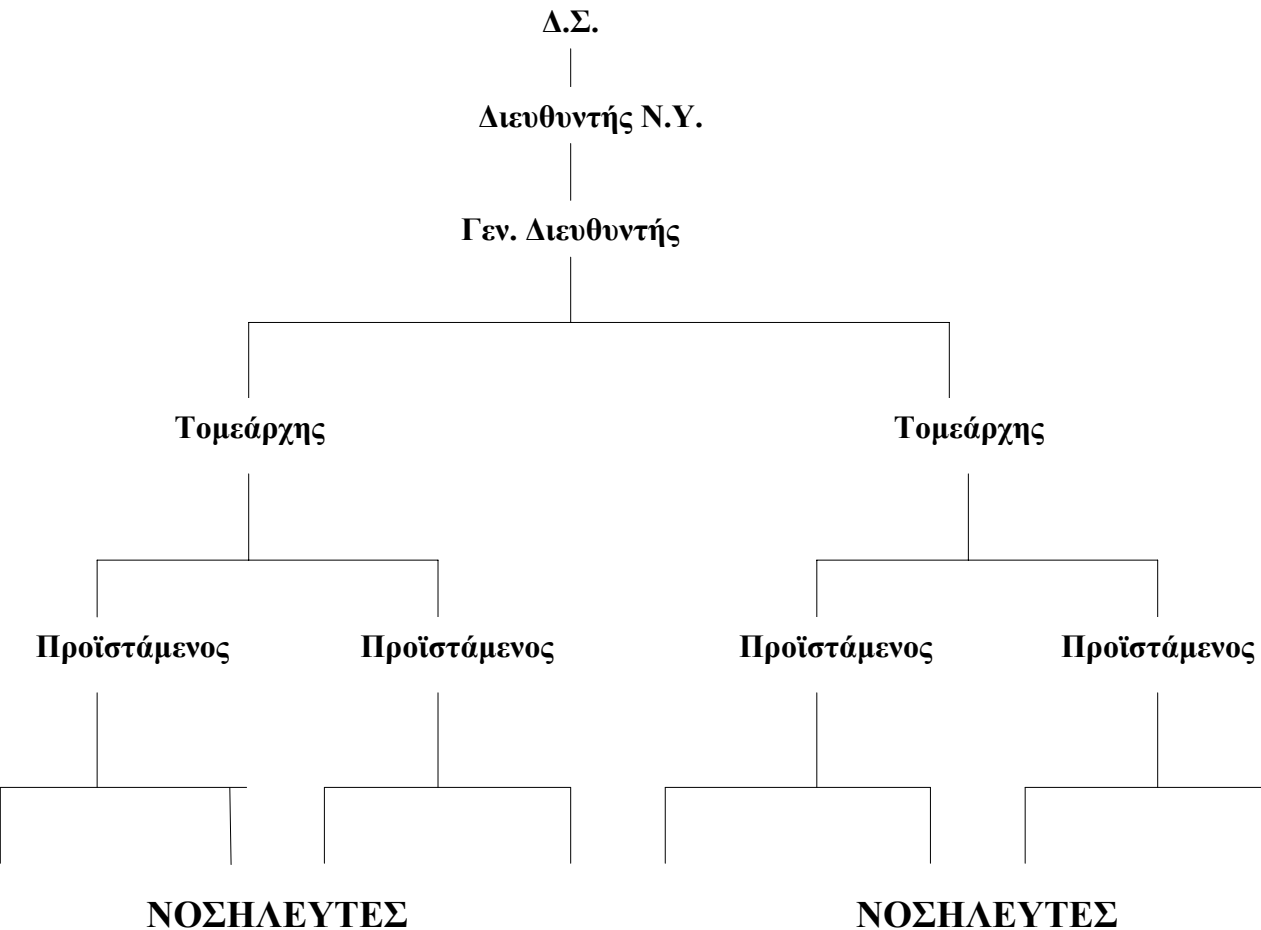 Δ.Σ.
Διευθυντής Ν.Υ.
Γεν. Διευθυντής
Τομεάρχης Τομεάρχης
Προϊστάμενος Προϊστάμενος Προϊστάμενος Προϊστάμενος
ΝΟΣΗΛΕΥΤΕΣ ΝΟΣΗΛΕΥΤΕΣ